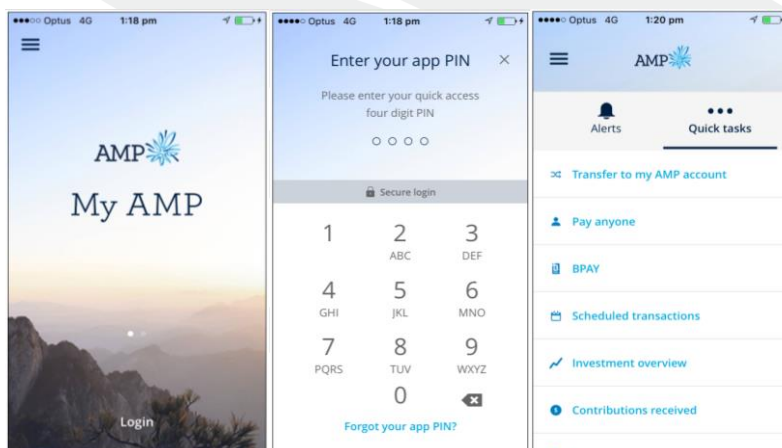 Optus 4G 1:18 pm
AMP
My AMP
Login
Optus 4G 1:18 pm
Enter your app PIN ×
Please enter your quick access
four digit PIN
Secure login
1 2 3
ABC DEF
4 5 6
GHI JKL MNO
7 8 9
PQRS TUV WXYZ
0
Forgot your app PIN?
Optus 4G 1:20 pm
AMP
Alerts Quick tasks
Transfer to my AMP account
Pay anyone
BPAY
Scheduled transactions
Investment overview
Contributions received